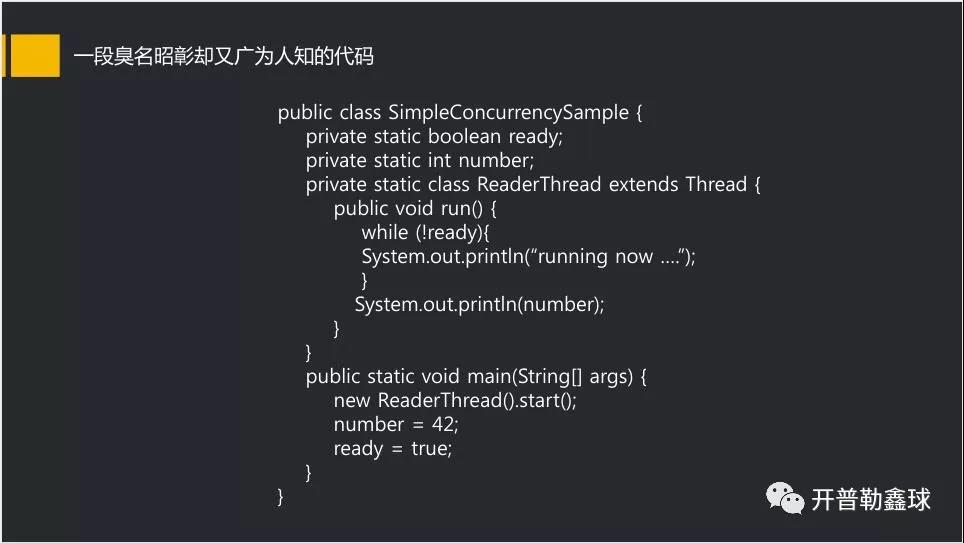 一段臭名昭彰却又广为人知的代码
public class SimpleConcurrencySample {
private static boolean ready;
private static int number;
private static class ReaderThread extends Thread {
public void run() {
while (!ready){
System.out.println(“running now ....”);
}
System.out.println(number);
}
}
public static void main(String[] args) {
new ReaderThread().start();
number = 42;
ready = true;
}
}
开普勒鑫球